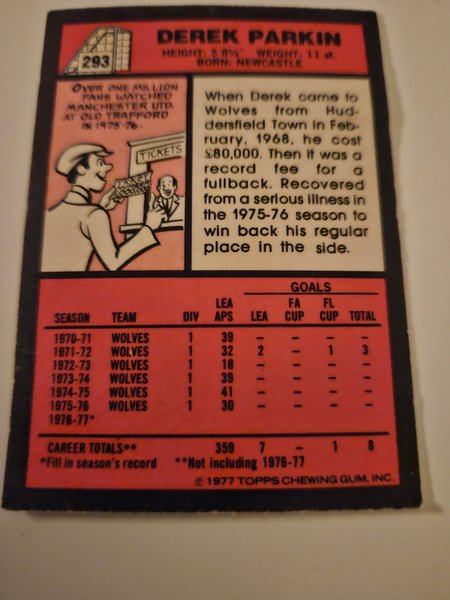 293
DEREK PARKIN
HEIGHT: 5 8½' WEIGHT: 11 st.
BORN: NEWCASTLE
OVER ONE MILLION
FANS WATCHED
MANCHESTER UTD.
AT OLD TRAFFORD
IN 1975-76.
TICKETS
TICKET
1,000,000
When Derek came to
Wolves from Hud-
dersfield Town in Feb-
ruary, 1968, he cost
£80,000. Then it was a
record fee for a
fullback. Recovered
from a serious illness in
the 1975-76 season to
win back his regular
place in the side.
GOALS
SEASON TEAM DIV LEA APS LEA FA CUP FL CUP TOTAL
1970-71 WOLVES 1 39 – – – –
1971-72 WOLVES 1 32 2 – 1 3
1972-73 WOLVES 1 18 – – – –
1973-74 WOLVES 1 39 – – – –
1974-75 WOLVES 1 41 – – – –
1975-76 WOLVES 1 30 – – – –
1976-77*
CAREER TOTALS** 359 7 – 1 8
*Fill in season's record **Not including 1976-77
© 1977 TOPPS CHEWING GUM, INC.